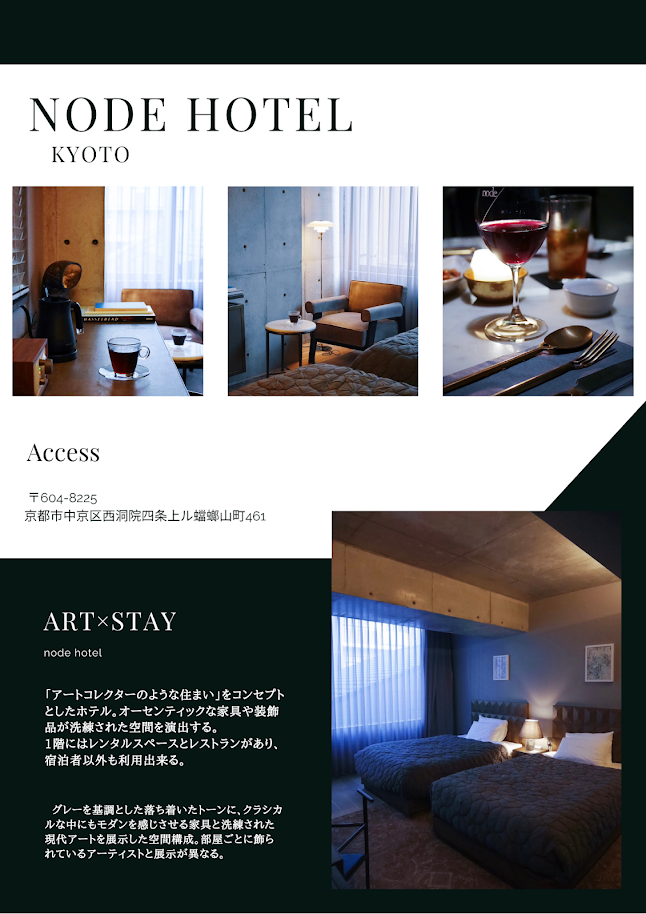 NODE HOTEL
KYOTO
node
HASSELBLAD
Access
〒604-8225
京都市中京区西洞院四条上ル蟷螂山町461
ART×STAY
node hotel
「アートコレクターのような住まい」をコンセプト
としたホテル。オーセンティックな家具や装飾
品が洗練された空間を演出する。
1階にはレンタルスペースとレストランがあり、
宿泊者以外も利用出来る。
グレーを基調とした落ち着いたトーンに、クラシカ
ルな中にもモダンを感じさせる家具と洗練された
現代アートを展示した空間構成。部屋ごとに飾ら
れているアーティストと展示が異なる。